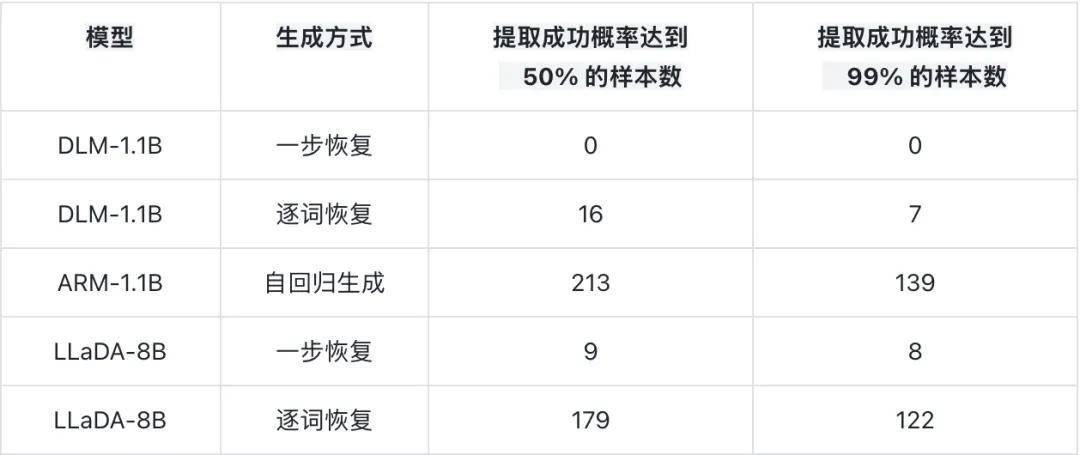 模型 生成方式 提取成功概率达到 提取成功概率达到
50% 的样本数 99% 的样本数
DLM-1.1B 一步恢复 0 0
DLM-1.1B 逐词恢复 16 7
ARM-1.1B 自回归生成 213 139
LLaDA-8B 一步恢复 9 8
LLaDA-8B 逐词恢复 179 122